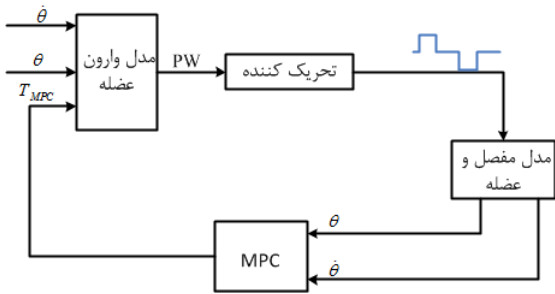 θ̇
θ
T_MPC
مدل وارون
عضله
PW
تحریک کننده
مدل مفصل و
عضله
θ
MPC
θ̇